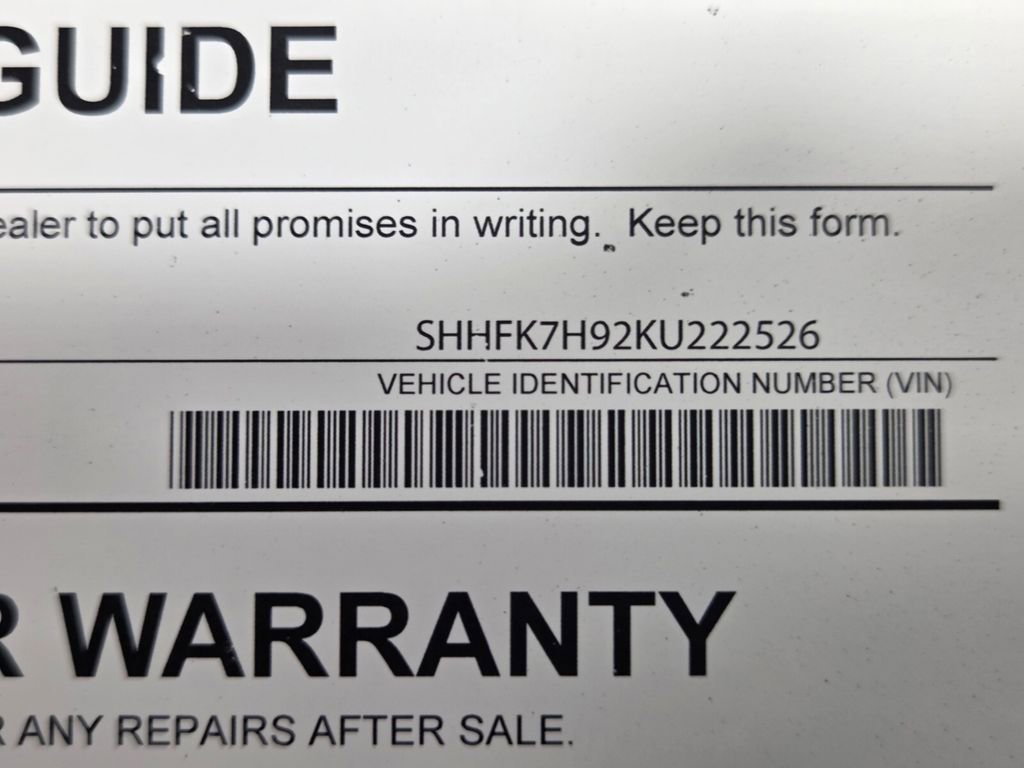 GUIDE
ealer to put all promises in writing. Keep this form.
SHHFK7H92KU222526
VEHICLE IDENTIFICATION NUMBER (VIN)
R WARRANTY
R ANY REPAIRS AFTER SALE.